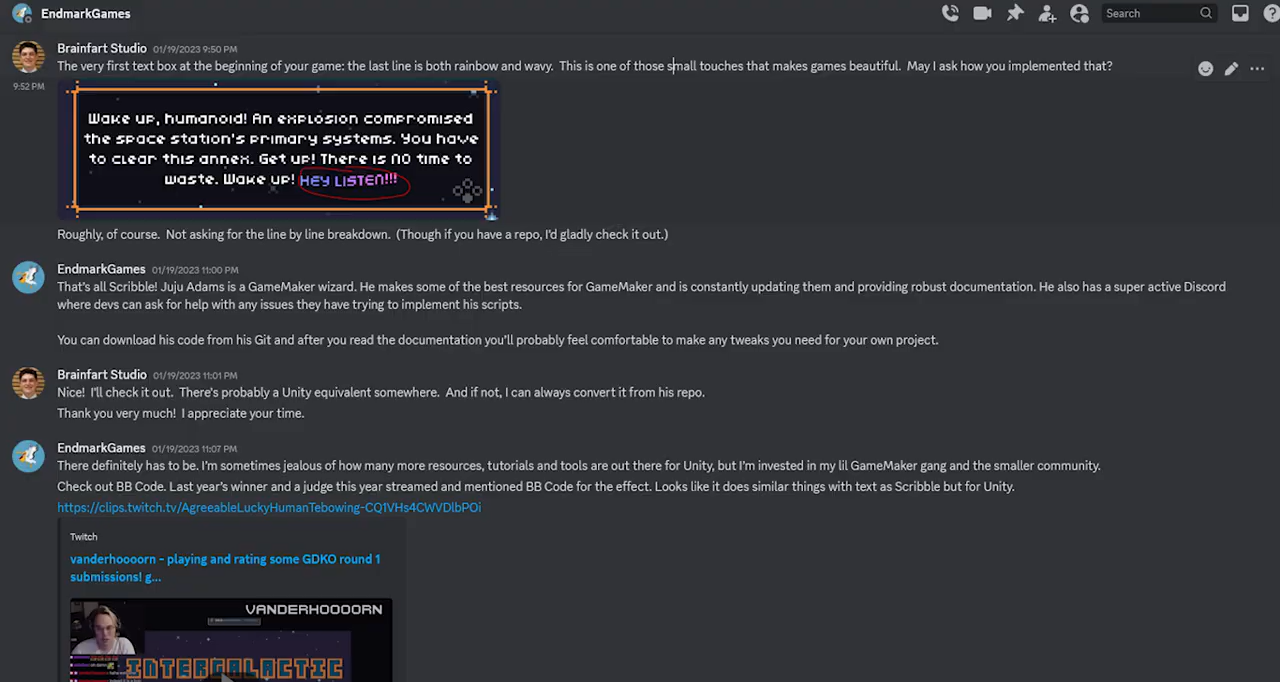 EndmarkGames
Search
Brainfart Studio 01/19/2023 9:50 PM
The very first text box at the beginning of your game: the last line is both rainbow and wavy. This is one of those small touches that makes games beautiful. May I ask how you implemented that?
9:52 PM
Wake up, humanoid! An explosion compromised
the space station's primary systems. You have
to clear this annex. Get up! There is no time to
waste. Wake up! HEY LISTEN!!!
Roughly, of course. Not asking for the line by line breakdown. (Though if you have a repo, I'd gladly check it out.)
EndmarkGames 01/19/2023 11:00 PM
That's all Scribble! Juju Adams is a GameMaker wizard. He makes some of the best resources for GameMaker and is constantly updating them and providing robust documentation. He also has a super active Discord
where devs can ask for help with any issues they have trying to implement his scripts.
You can download his code from his Git and after you read the documentation you'll probably feel comfortable to make any tweaks you need for your own project.
Brainfart Studio 01/19/2023 11:01 PM
Nice! I'll check it out. There's probably a Unity equivalent somewhere. And if not, I can always convert it from his repo.
Thank you very much! I appreciate your time.
EndmarkGames 01/19/2023 11:07 PM
There definitely has to be. I'm sometimes jealous of how many more resources, tutorials and tools are out there for Unity, but I'm invested in my lil GameMaker gang and the smaller community.
Check out BB Code. Last year's winner and a judge this year streamed and mentioned BB Code for the effect. Looks like it does similar things with text as Scribble but for Unity.
https://clips.twitch.tv/AgreeableLuckyHumanTebowing-CQ1VHs4CWVDlbPOi
Twitch
vanderhoooorn - playing and rating some GDKO round 1
submissions! g...
VANDERHOOOORN
INTERGALACTIC